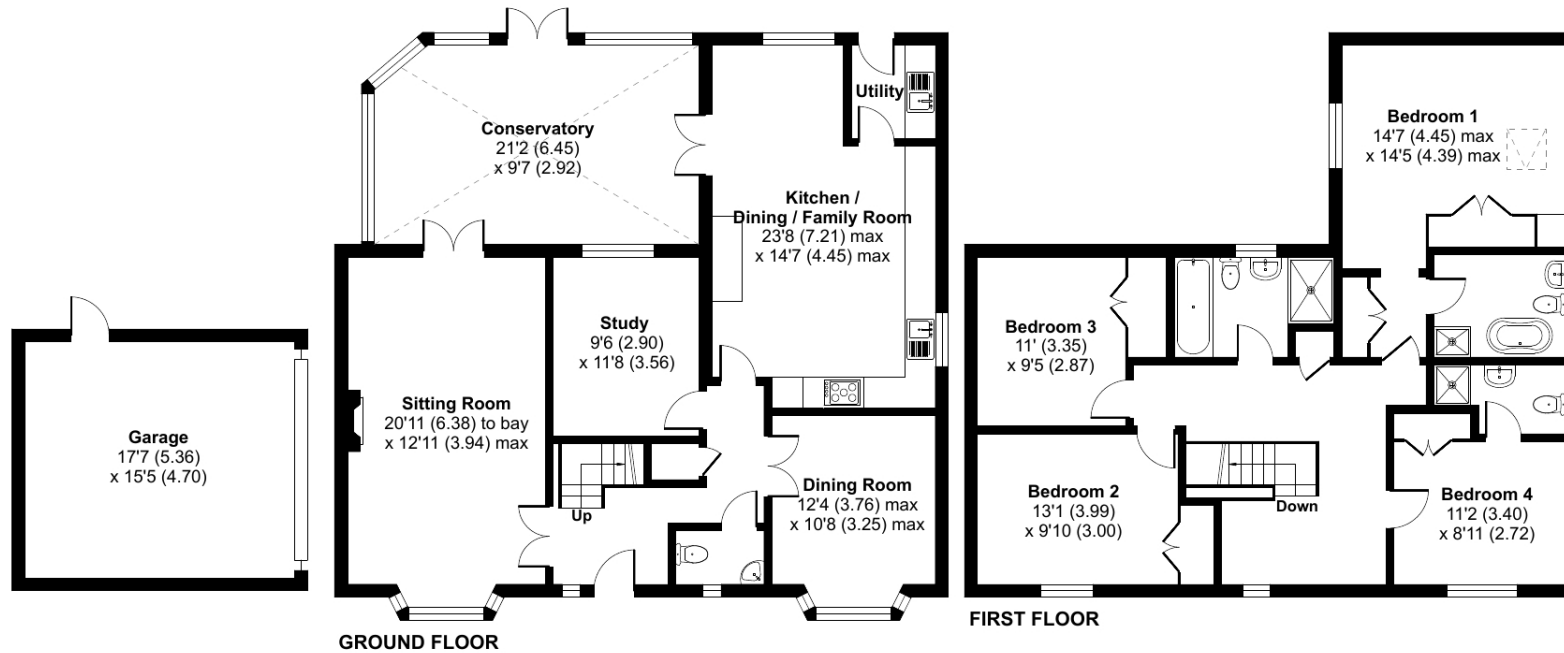 Conservatory
21'2 (6.45)
x 9'7 (2.92)
Utility
Kitchen /
Dining / Family Room
23'8 (7.21) max
x 14'7 (4.45) max
Study
9'6 (2.90)
x 11'8 (3.56)
Sitting Room
20'11 (6.38) to bay
x 12'11 (3.94) max
Garage
17'7 (5.36)
x 15'5 (4.70)
Up
Dining Room
12'4 (3.76) max
x 10'8 (3.25) max
GROUND FLOOR
Bedroom 1
14'7 (4.45) max
x 14'5 (4.39) max
Bedroom 3
11' (3.35)
x 9'5 (2.87)
Bedroom 2
13'1 (3.99)
x 9'10 (3.00)
Down
Bedroom 4
11'2 (3.40)
x 8'11 (2.72)
FIRST FLOOR